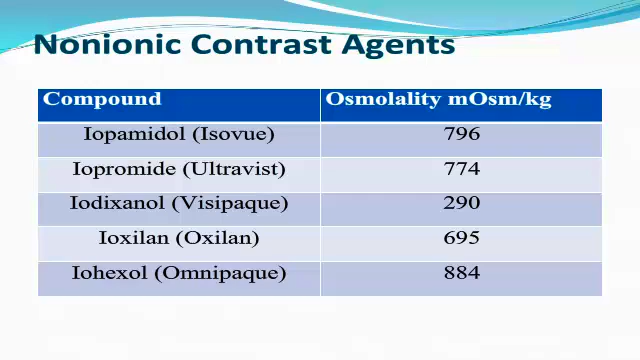 Nonionic Contrast Agents
Compound Osmolality mOsm/kg
Iopamidol (Isovue) 796
Iopromide (Ultravist) 774
Iodixanol (Visipaque) 290
Ioxilan (Oxilan) 695
Iohexol (Omnipaque) 884